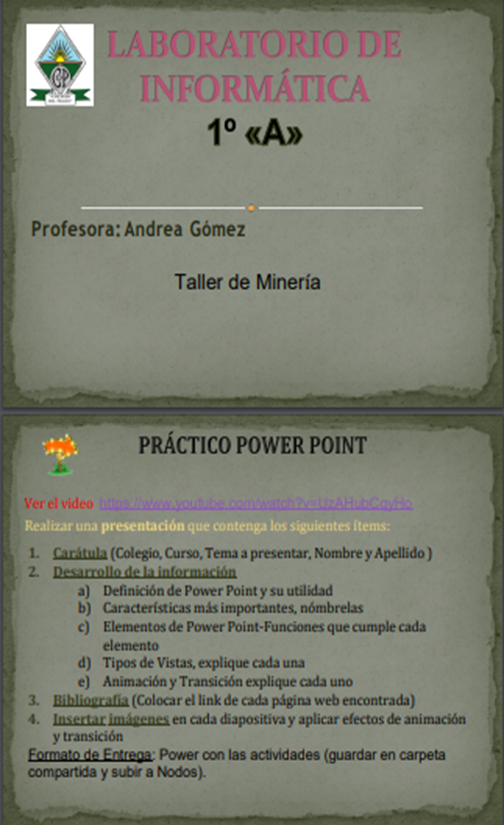 LABORATORIO DE
INFORMÁTICA
1º «A»
Profesora: Andrea Gómez
Taller de Minería
PRÁCTICO POWER POINT
Ver el video https://www.youtube.com/watch?v=UzAHubCqyHo
Realizar una presentación que contenga los siguientes ítems:
1. Carátula (Colegio, Curso, Tema a presentar, Nombre y Apellido )
2. Desarrollo de la información
a) Definición de Power Point y su utilidad
b) Características más importantes, nómbrelas
c) Elementos de Power Point-Funciones que cumple cada
elemento
d) Tipos de Vistas, explique cada una
e) Animación y Transición explique cada uno
3. Bibliografía (Colocar el link de cada página web encontrada)
4. Insertar imágenes en cada diapositiva y aplicar efectos de animación
y transición
Formato de Entrega: Power con las actividades (guardar en carpeta
compartida y subir a Nodos).